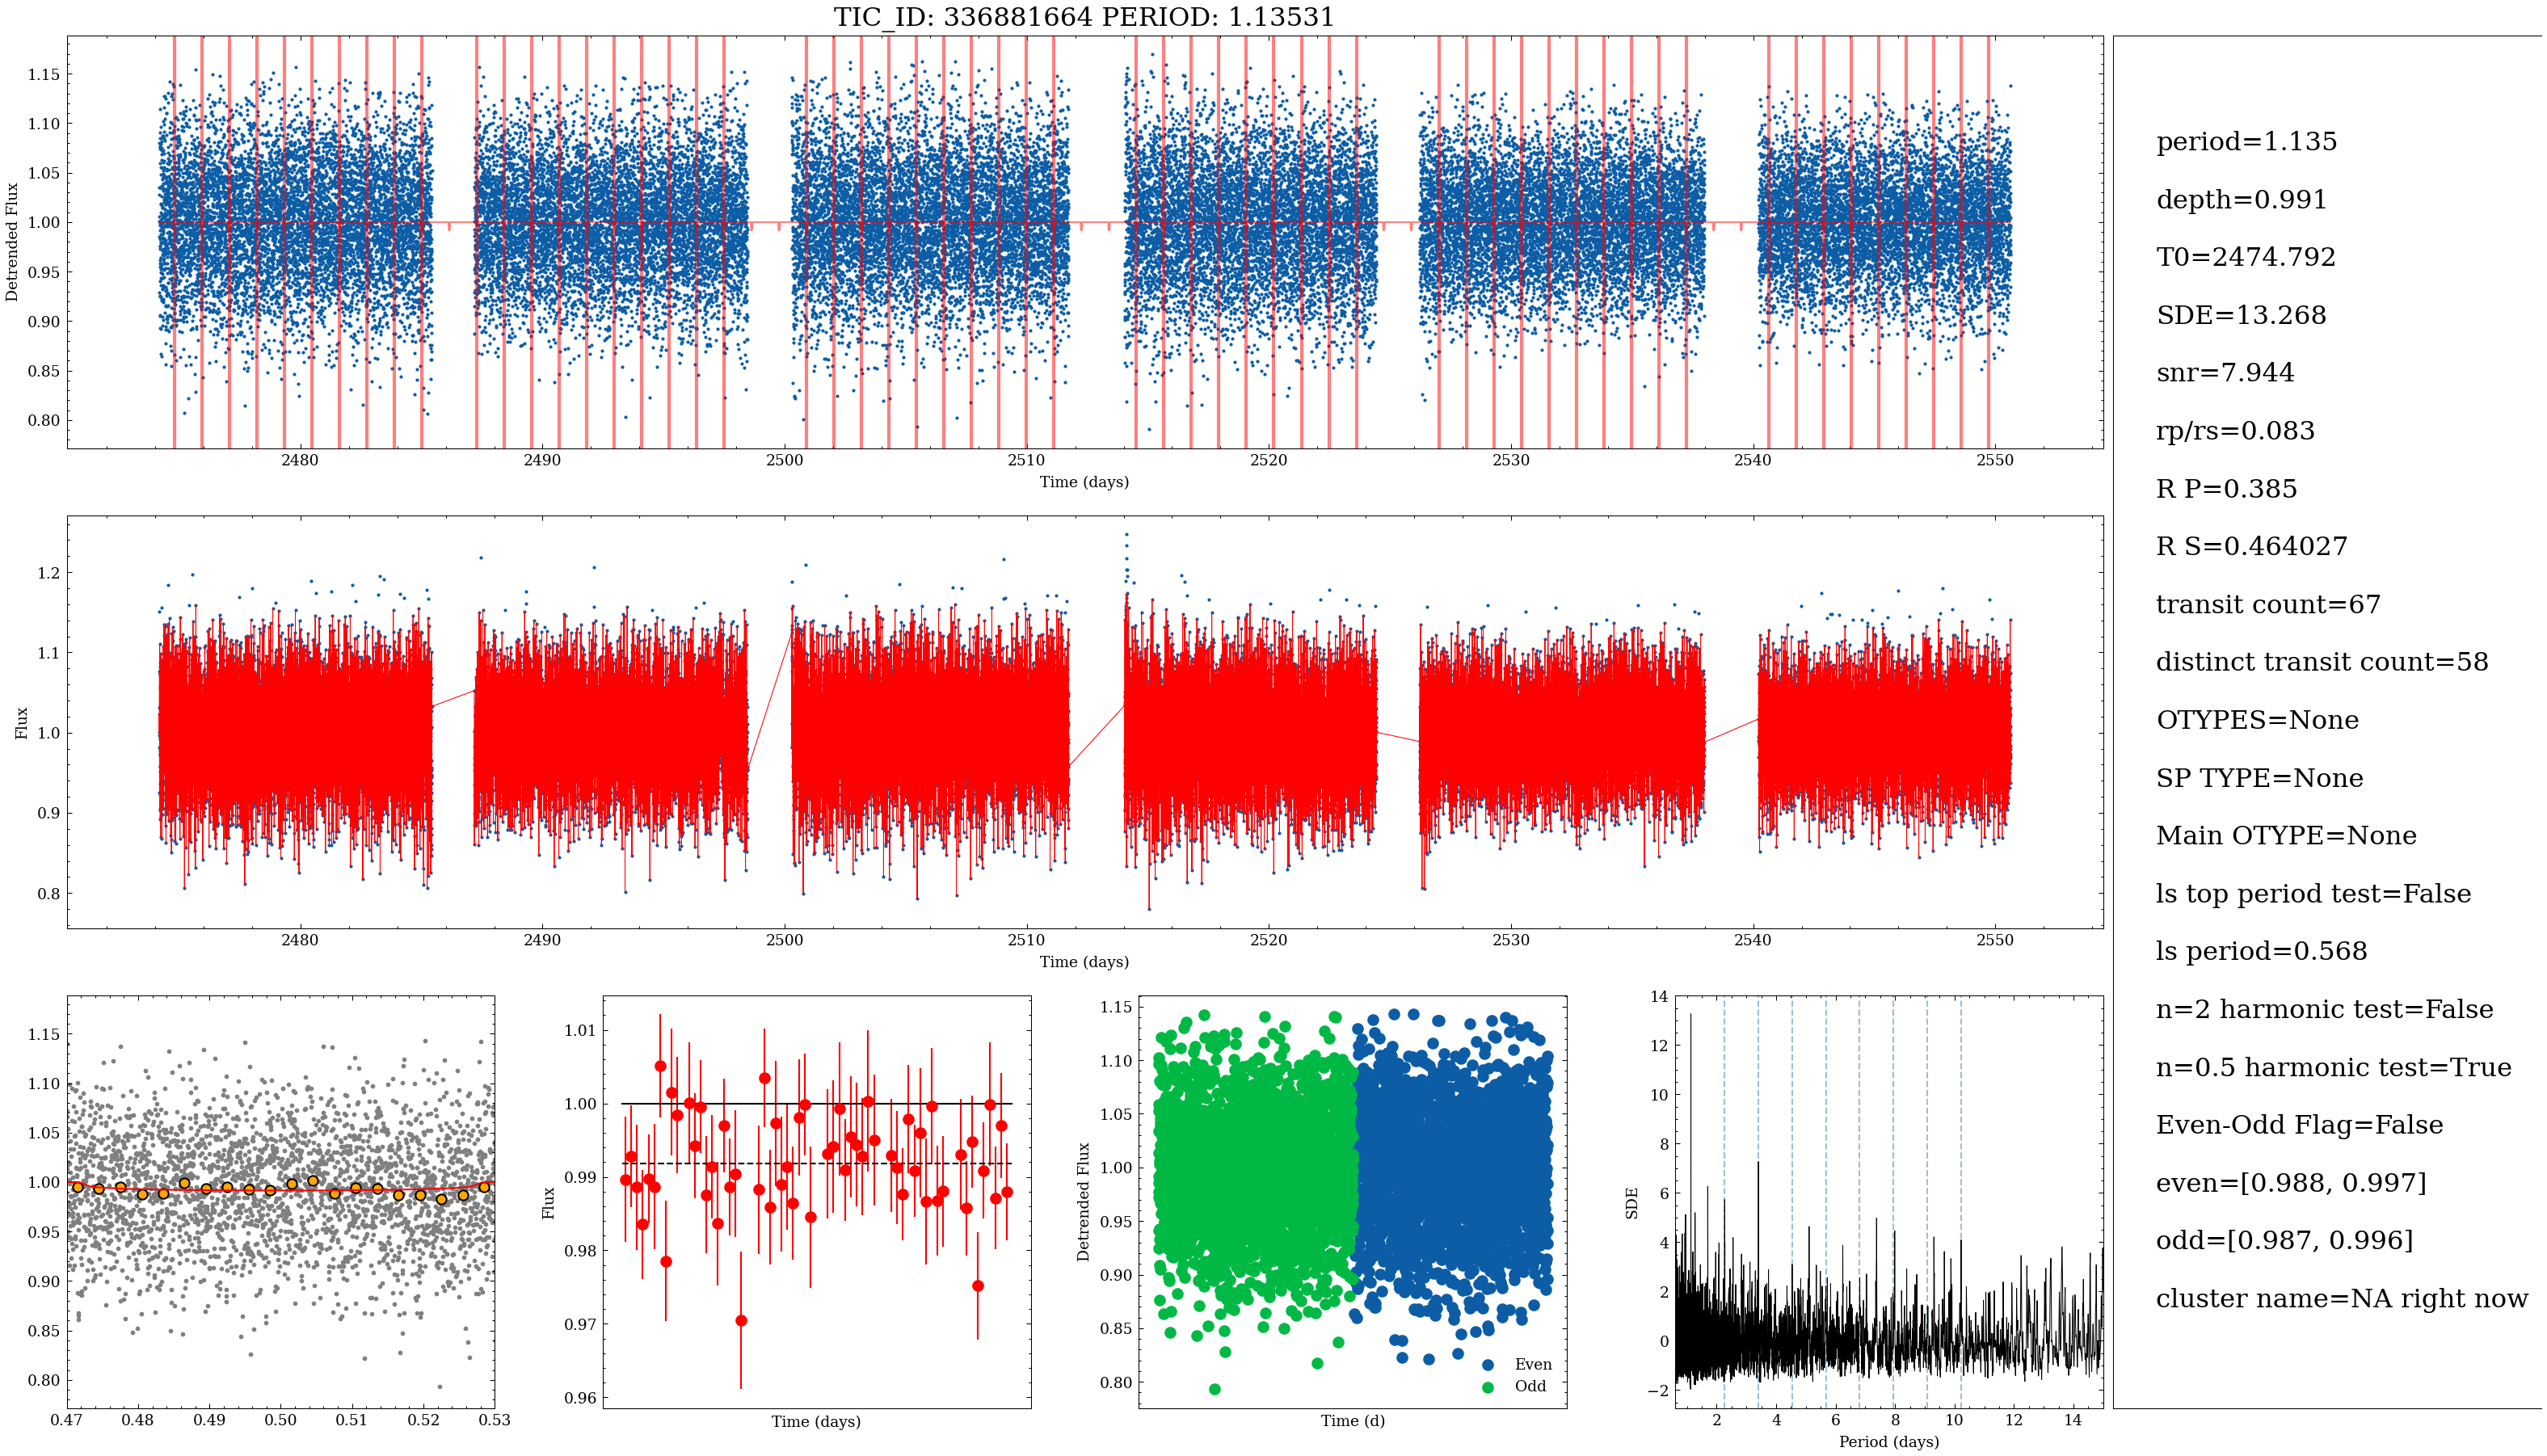 TIC_ID: 336881664 PERIOD: 1.13531
1.15
1.10
1.05
1.00
0.95
0.90
0.85
0.80
Detrended Flux
2480
2490
2500
2510
2520
2530
2540
2550
Time (days)
1.2
1.1
1.0
0.9
0.8
Flux
2480
2490
2500
2510
2520
2530
2540
2550
Time (days)
1.15
1.10
1.05
1.00
0.95
0.90
0.85
0.80
0.47
0.48
0.49
0.50
0.51
0.52
0.53
1.01
1.00
0.99
0.98
0.97
0.96
Flux
Time (days)
1.15
1.10
1.05
1.00
0.95
0.90
0.85
0.80
Detrended Flux
Even
Odd
Time (d)
14
12
10
8
6
4
2
0
−2
SDE
2
4
6
8
10
12
14
Period (days)
period=1.135
depth=0.991
T0=2474.792
SDE=13.268
snr=7.944
rp/rs=0.083
R P=0.385
R S=0.464027
transit count=67
distinct transit count=58
OTYPES=None
SP TYPE=None
Main OTYPE=None
ls top period test=False
ls period=0.568
n=2 harmonic test=False
n=0.5 harmonic test=True
Even-Odd Flag=False
even=[0.988, 0.997]
odd=[0.987, 0.996]
cluster name=NA right now